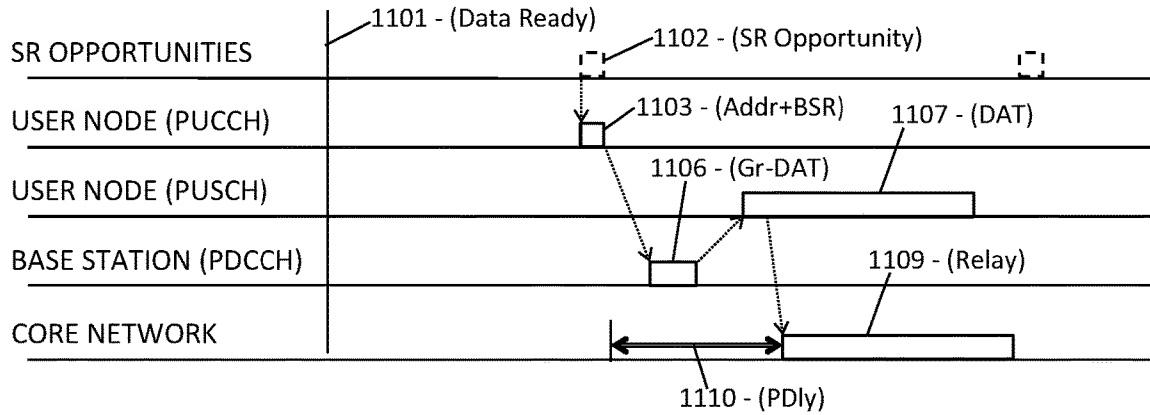 1101 - (Data Ready)
SR OPPORTUNITIES
1102 - (SR Opportunity)
USER NODE (PUCCH)
1103 - (Addr+BSR)
1107 - (DAT)
USER NODE (PUSCH)
1106 - (Gr-DAT)
BASE STATION (PDCCH)
1109 - (Relay)
CORE NETWORK
1110 - (PDly)